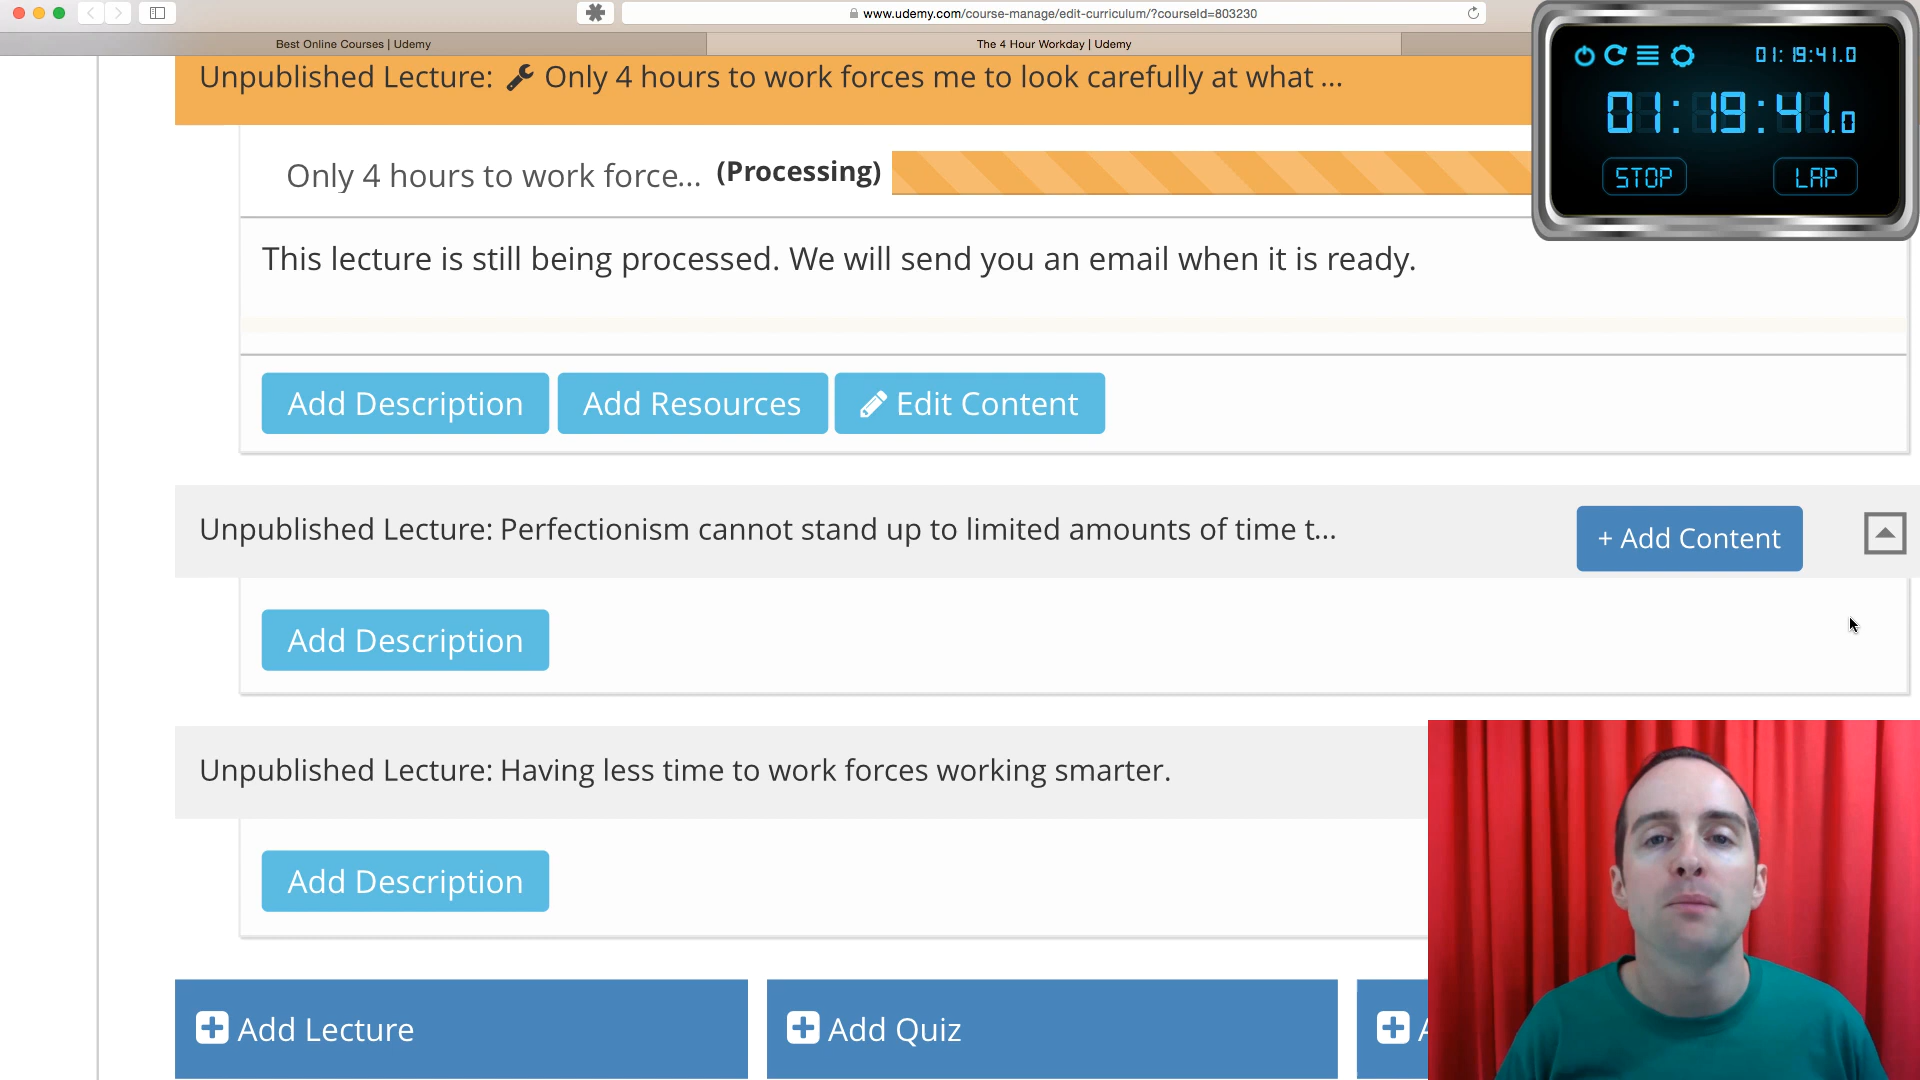 www.udemy.com/course-manage/edit-curriculum/?courseId=803230
Best Online Courses | Udemy
The 4 Hour Workday | Udemy
01:19:41.0
01:19:41.0
STOP
LAP
Unpublished Lecture: Only 4 hours to work forces me to look carefully at what ...
Only 4 hours to work force... (Processing)
This lecture is still being processed. We will send you an email when it is ready.
Add Description
Add Resources
Edit Content
Unpublished Lecture: Perfectionism cannot stand up to limited amounts of time t...
+ Add Content
Add Description
Unpublished Lecture: Having less time to work forces working smarter.
Add Description
Add Lecture
Add Quiz